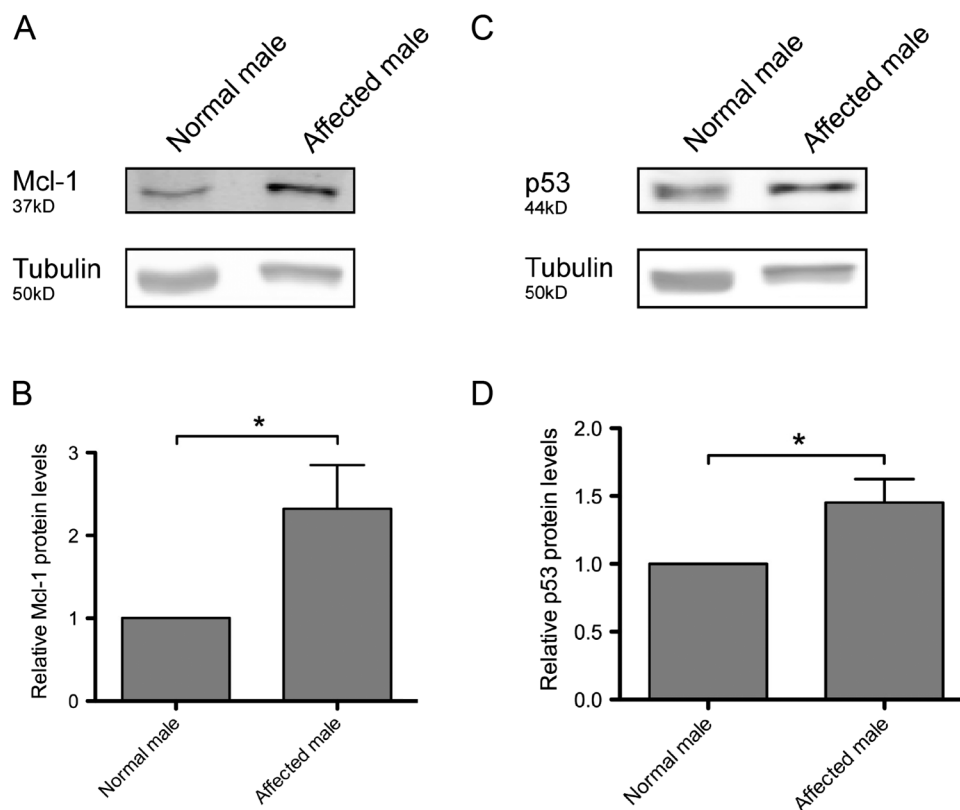 A
Normal male
Affected male
Mcl-1
37kD
Tubulin
50kD
C
Normal male
Affected male
p53
44kD
Tubulin
50kD
B
*
Relative Mcl-1 protein levels
3
2
1
0
Normal male
Affected male
D
*
Relative p53 protein levels
2.0
1.5
1.0
0.5
0.0
Normal male
Affected male